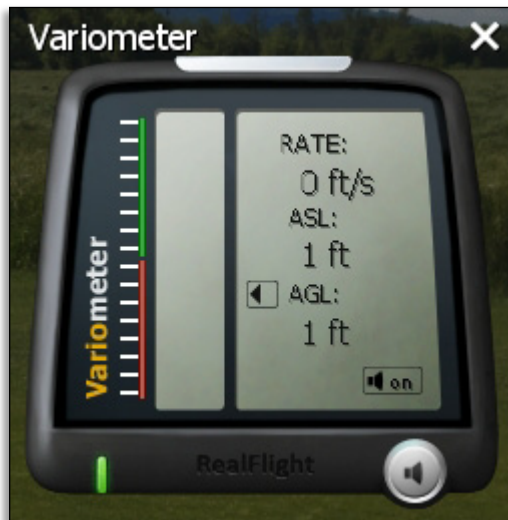 Variometer
Variometer
RATE:
0 ft/s
ASL:
1 ft
AGL:
1 ft
on
RealFlight